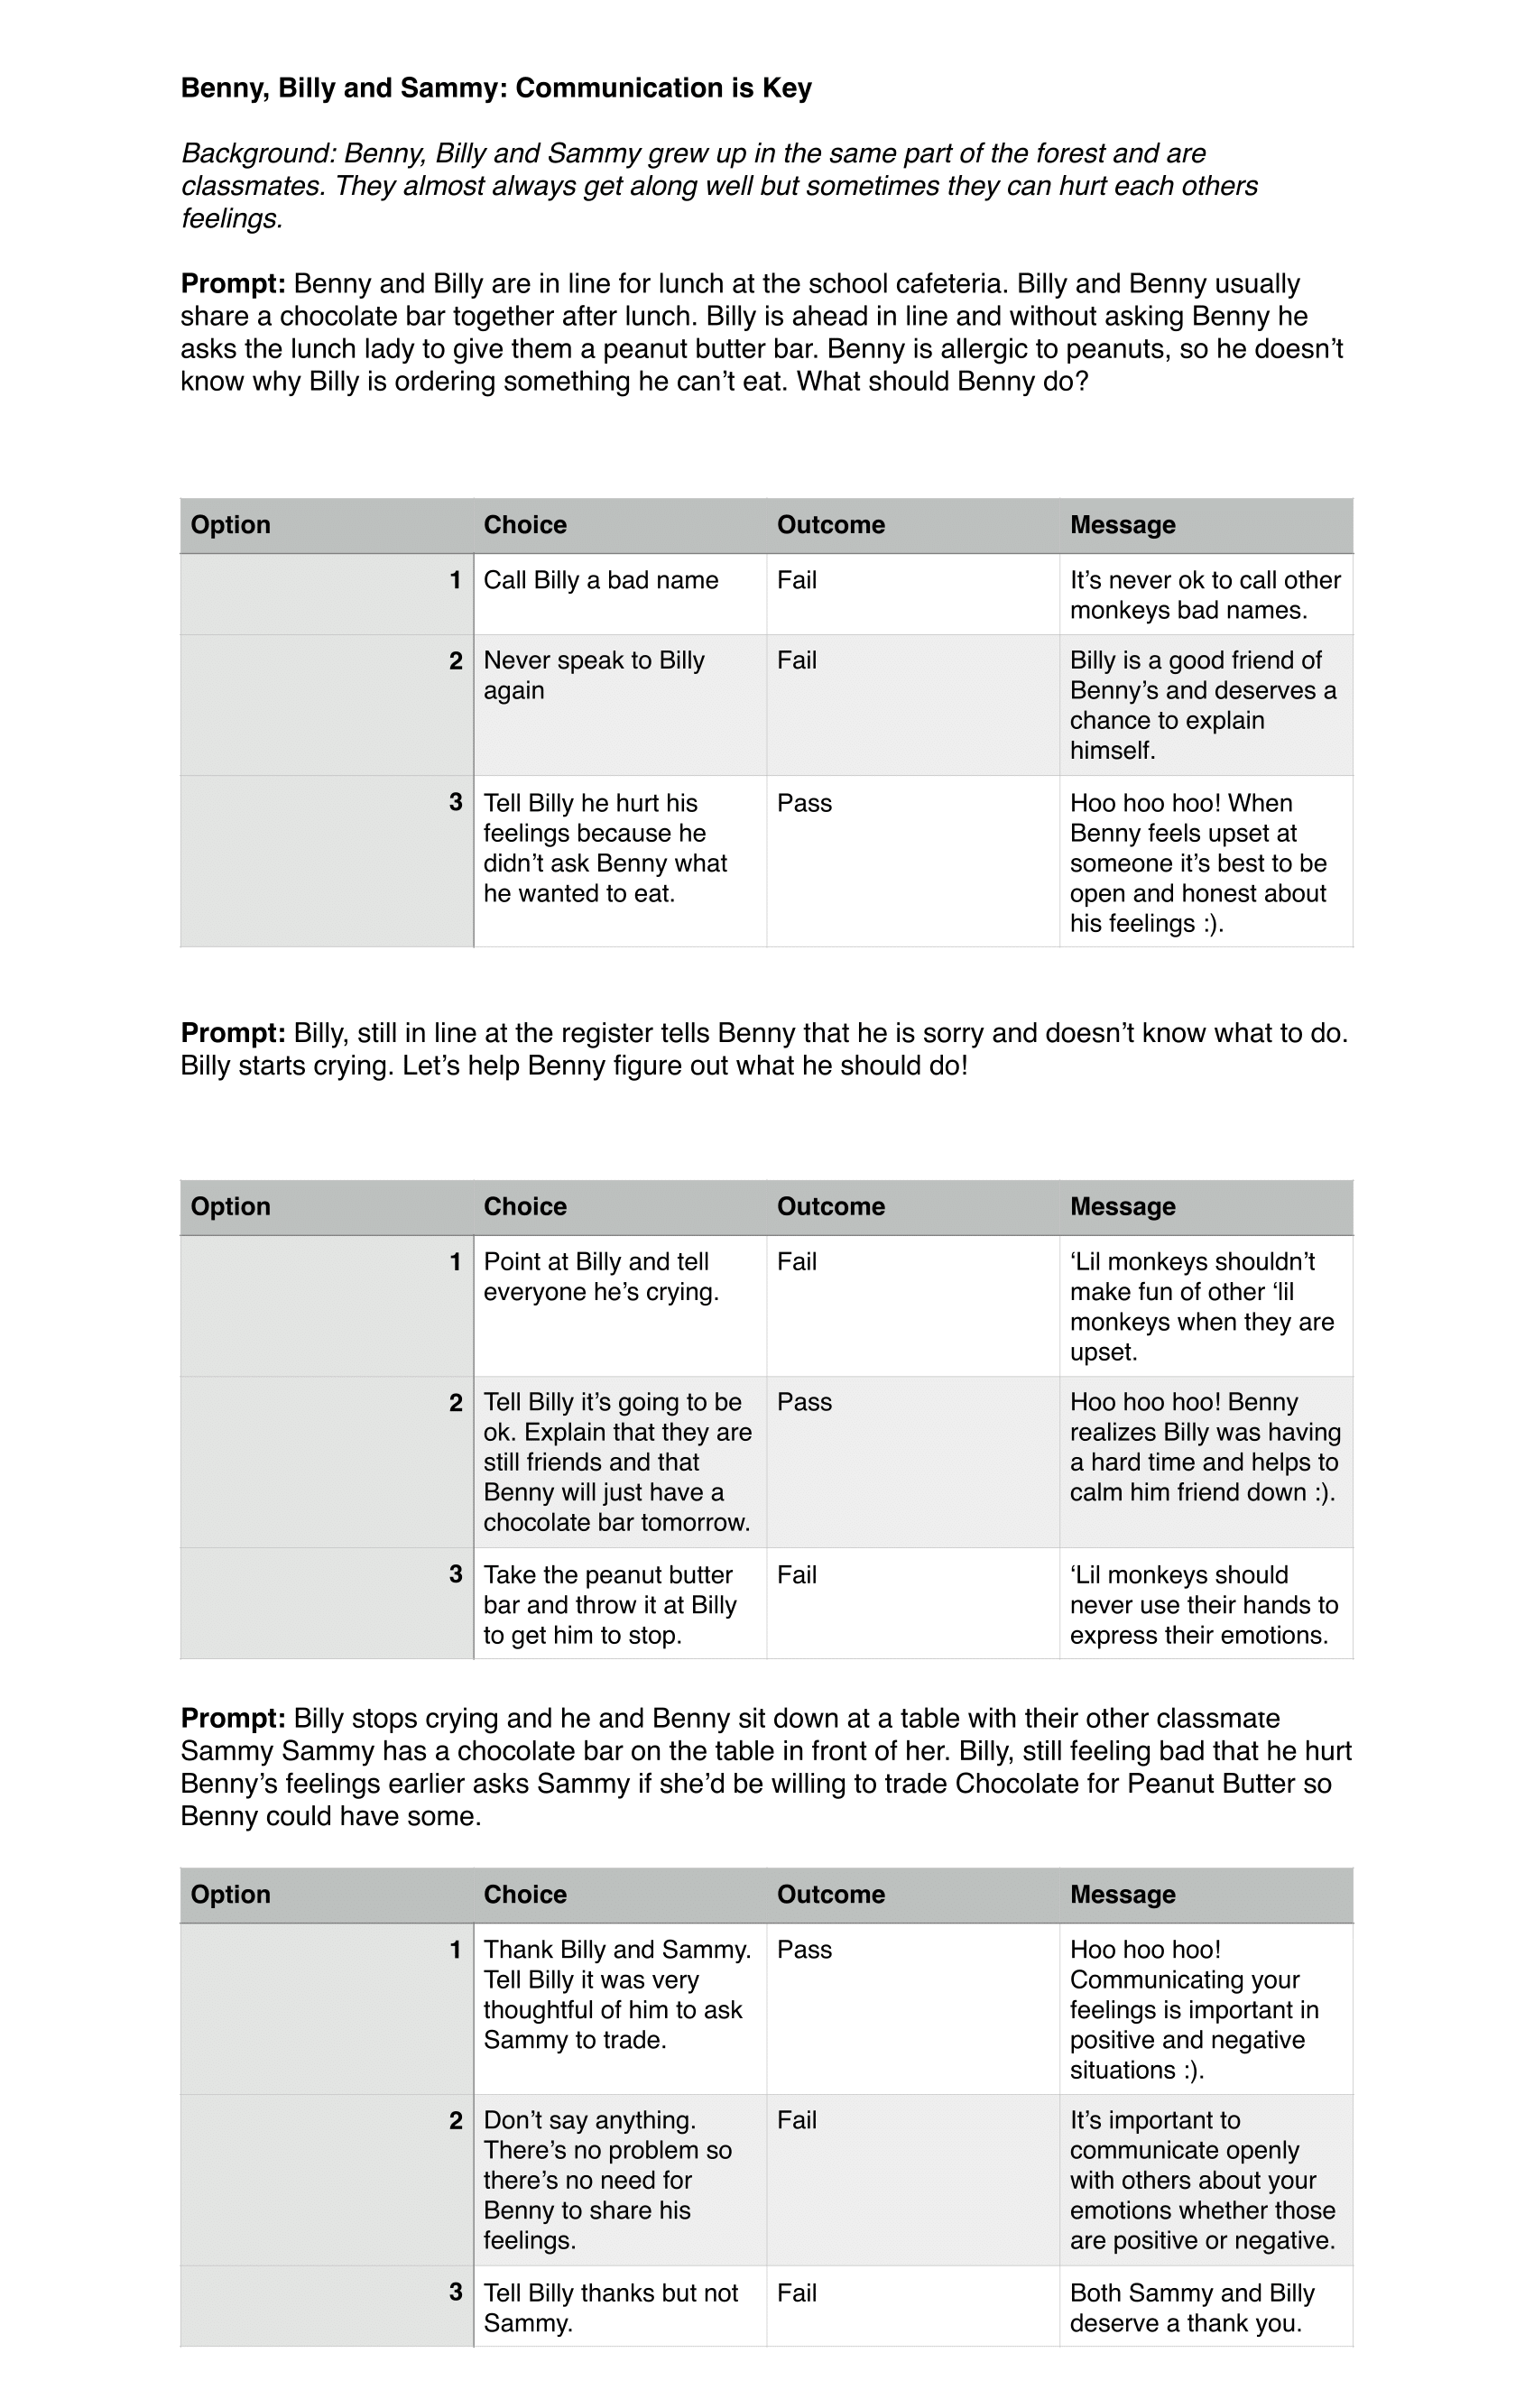 Benny, Billy and Sammy: Communication is Key
Background: Benny, Billy and Sammy grew up in the same part of the forest and are
classmates. They almost always get along well but sometimes they can hurt each others
feelings.
Prompt: Benny and Billy are in line for lunch at the school cafeteria. Billy and Benny usually
share a chocolate bar together after lunch. Billy is ahead in line and without asking Benny he
asks the lunch lady to give them a peanut butter bar. Benny is allergic to peanuts, so he doesn’t
know why Billy is ordering something he can’t eat. What should Benny do?
Option Choice Outcome Message
1 Call Billy a bad name Fail It’s never ok to call other
monkeys bad names.
2 Never speak to Billy Fail Billy is a good friend of
again Benny’s and deserves a
chance to explain
himself.
3 Tell Billy he hurt his Pass Hoo hoo hoo! When
feelings because he Benny feels upset at
didn’t ask Benny what someone it’s best to be
he wanted to eat. open and honest about
his feelings :).
Prompt: Billy, still in line at the register tells Benny that he is sorry and doesn’t know what to do.
Billy starts crying. Let’s help Benny figure out what he should do!
Option Choice Outcome Message
1 Point at Billy and tell Fail ‘Lil monkeys shouldn’t
everyone he’s crying. make fun of other ‘lil
monkeys when they are
upset.
2 Tell Billy it’s going to be Pass Hoo hoo hoo! Benny
ok. Explain that they are realizes Billy was having
still friends and that a hard time and helps to
Benny will just have a calm him friend down :).
chocolate bar tomorrow.
3 Take the peanut butter Fail ‘Lil monkeys should
bar and throw it at Billy never use their hands to
to get him to stop. express their emotions.
Prompt: Billy stops crying and he and Benny sit down at a table with their other classmate
Sammy Sammy has a chocolate bar on the table in front of her. Billy, still feeling bad that he hurt
Benny’s feelings earlier asks Sammy if she’d be willing to trade Chocolate for Peanut Butter so
Benny could have some.
Option Choice Outcome Message
1 Thank Billy and Sammy. Pass Hoo hoo hoo!
Tell Billy it was very Communicating your
thoughtful of him to ask feelings is important in
Sammy to trade. positive and negative
situations :).
2 Don’t say anything. Fail It’s important to
There’s no problem so communicate openly
there’s no need for with others about your
Benny to share his emotions whether those
feelings. are positive or negative.
3 Tell Billy thanks but not Fail Both Sammy and Billy
Sammy. deserve a thank you.